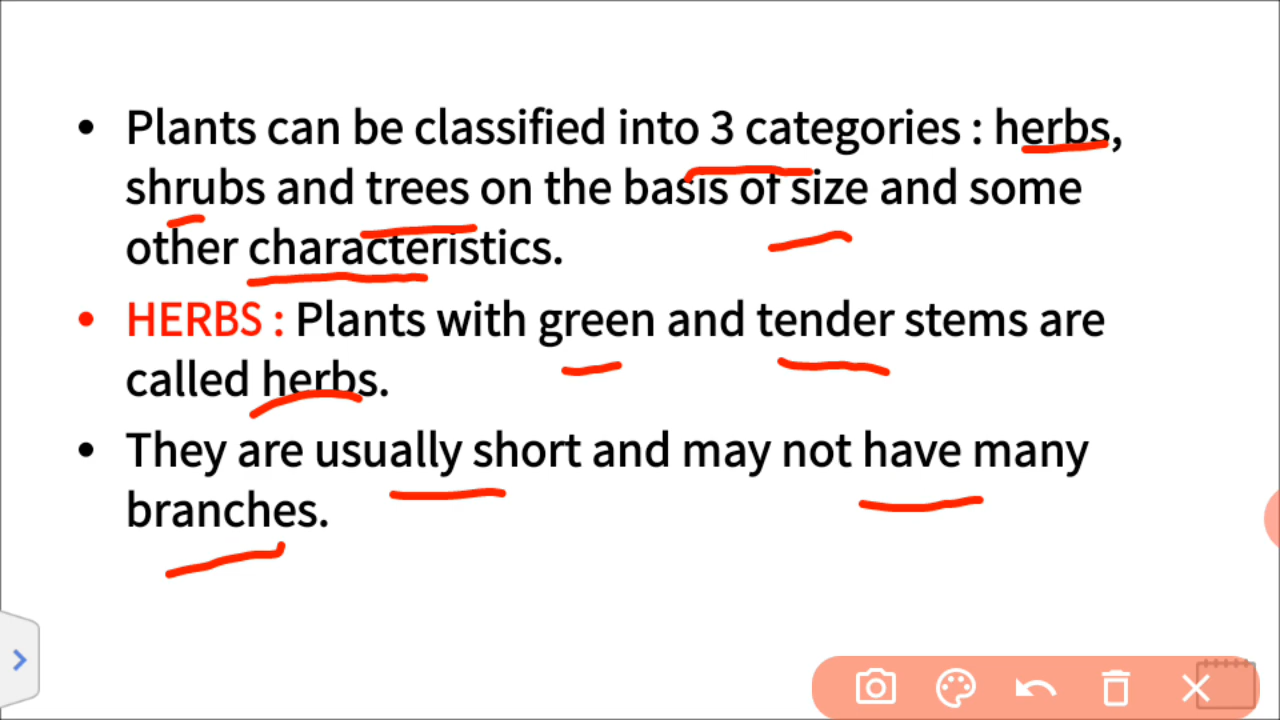 • Plants can be classified into 3 categories : herbs,
shrubs and trees on the basis of size and some
other characteristics.
• HERBS : Plants with green and tender stems are
called herbs.
• They are usually short and may not have many
branches.